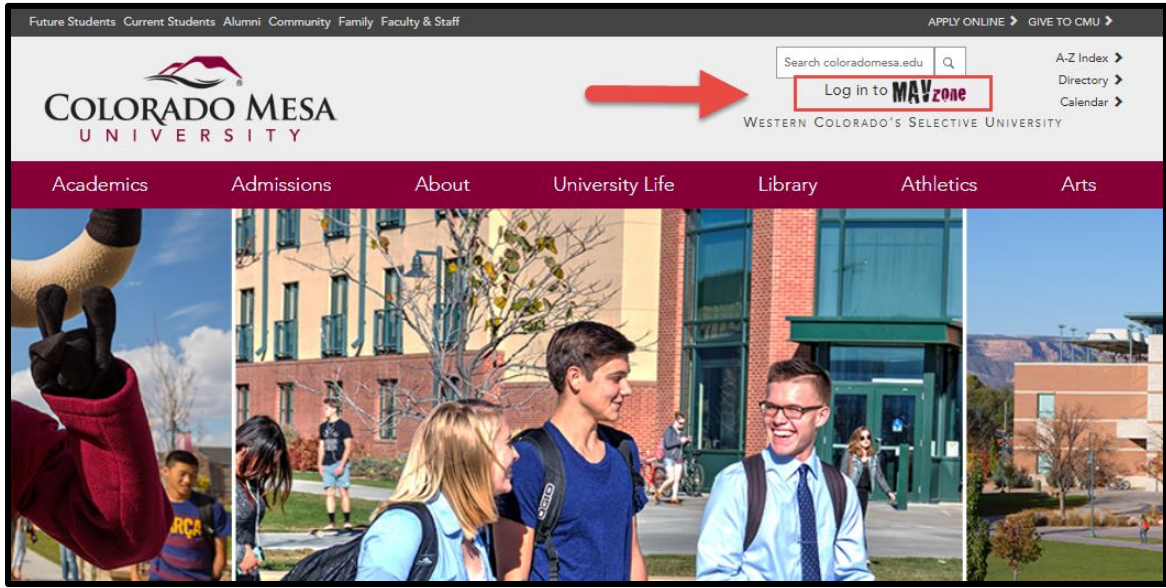 Future Students Current Students Alumni Community Family Faculty & Staff APPLY ONLINE GIVE TO CMU
Search coloradomesa.edu
A-Z Index
Directory
Calendar
Log in to MAVzone
WESTERN COLORADO'S SELECTIVE UNIVERSITY
COLORADO MESA
UNIVERSITY
Academics Admissions About University Life Library Athletics Arts